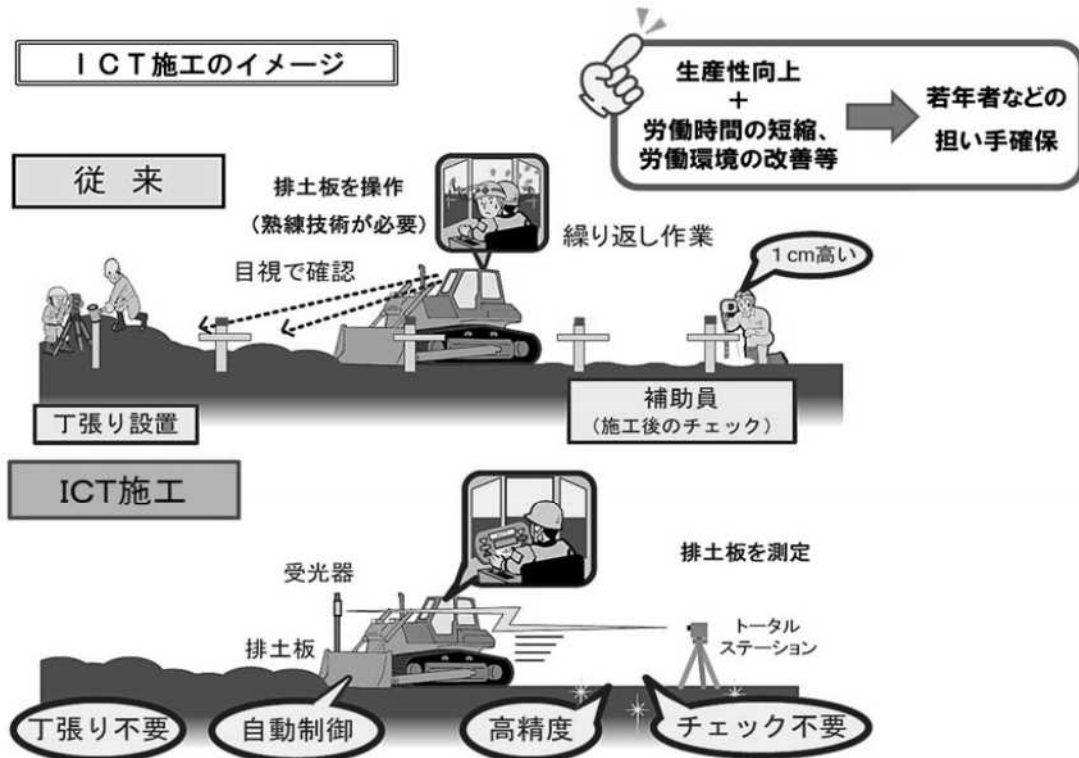 ＩＣＴ施工のイメージ
生産性向上
＋
労働時間の短縮、
労働環境の改善等
若年者などの
担い手確保
従来
排土板を操作
(熟練技術が必要)
繰り返し作業
目視で確認
１cm高い
丁張り設置
補助員
(施工後のチェック)
ICT施工
排土板を測定
受光器
排土板
トータル
ステーション
丁張り不要
自動制御
高精度
チェック不要